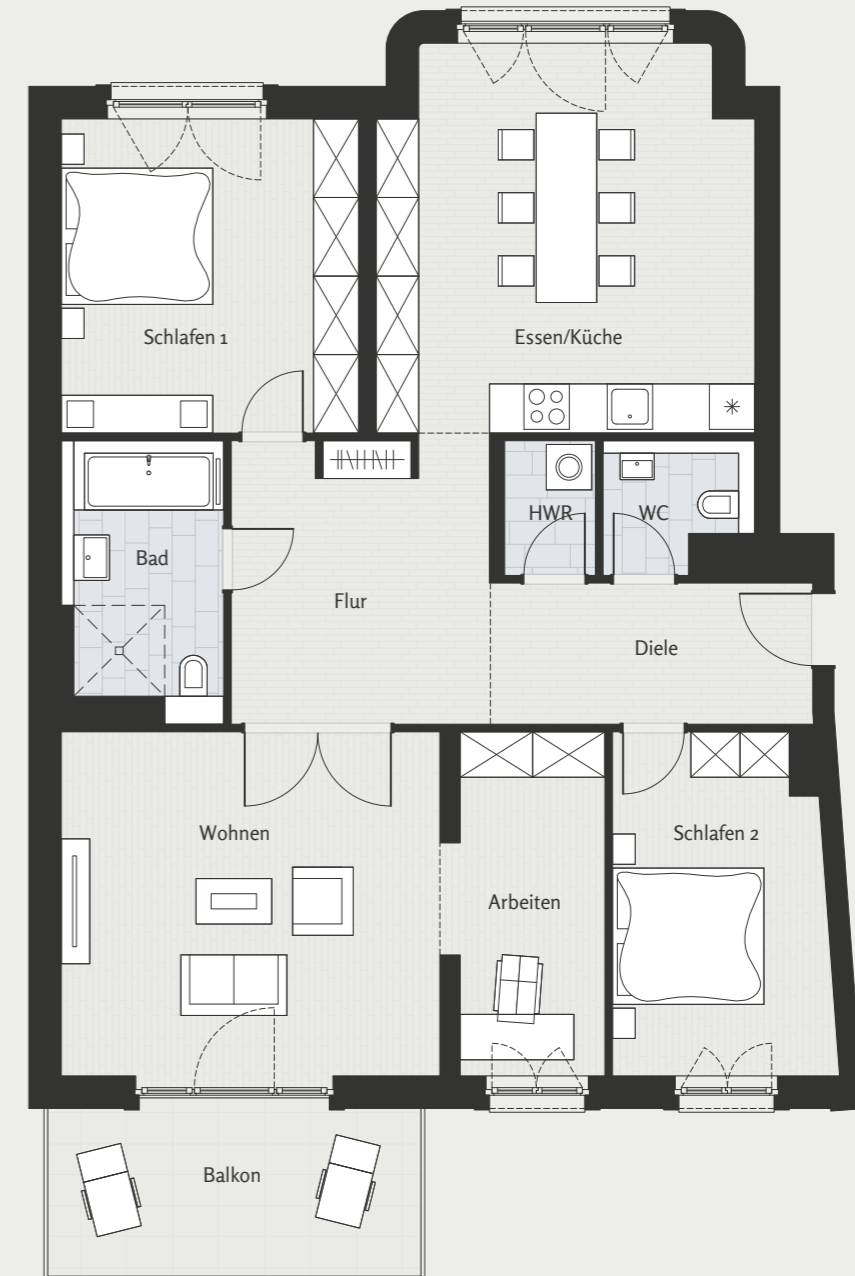 Schlafen 1
Essen/Küche
HWR
WC
Bad
Flur
Diele
Wohnen
Schlafen 2
Arbeiten
Balkon